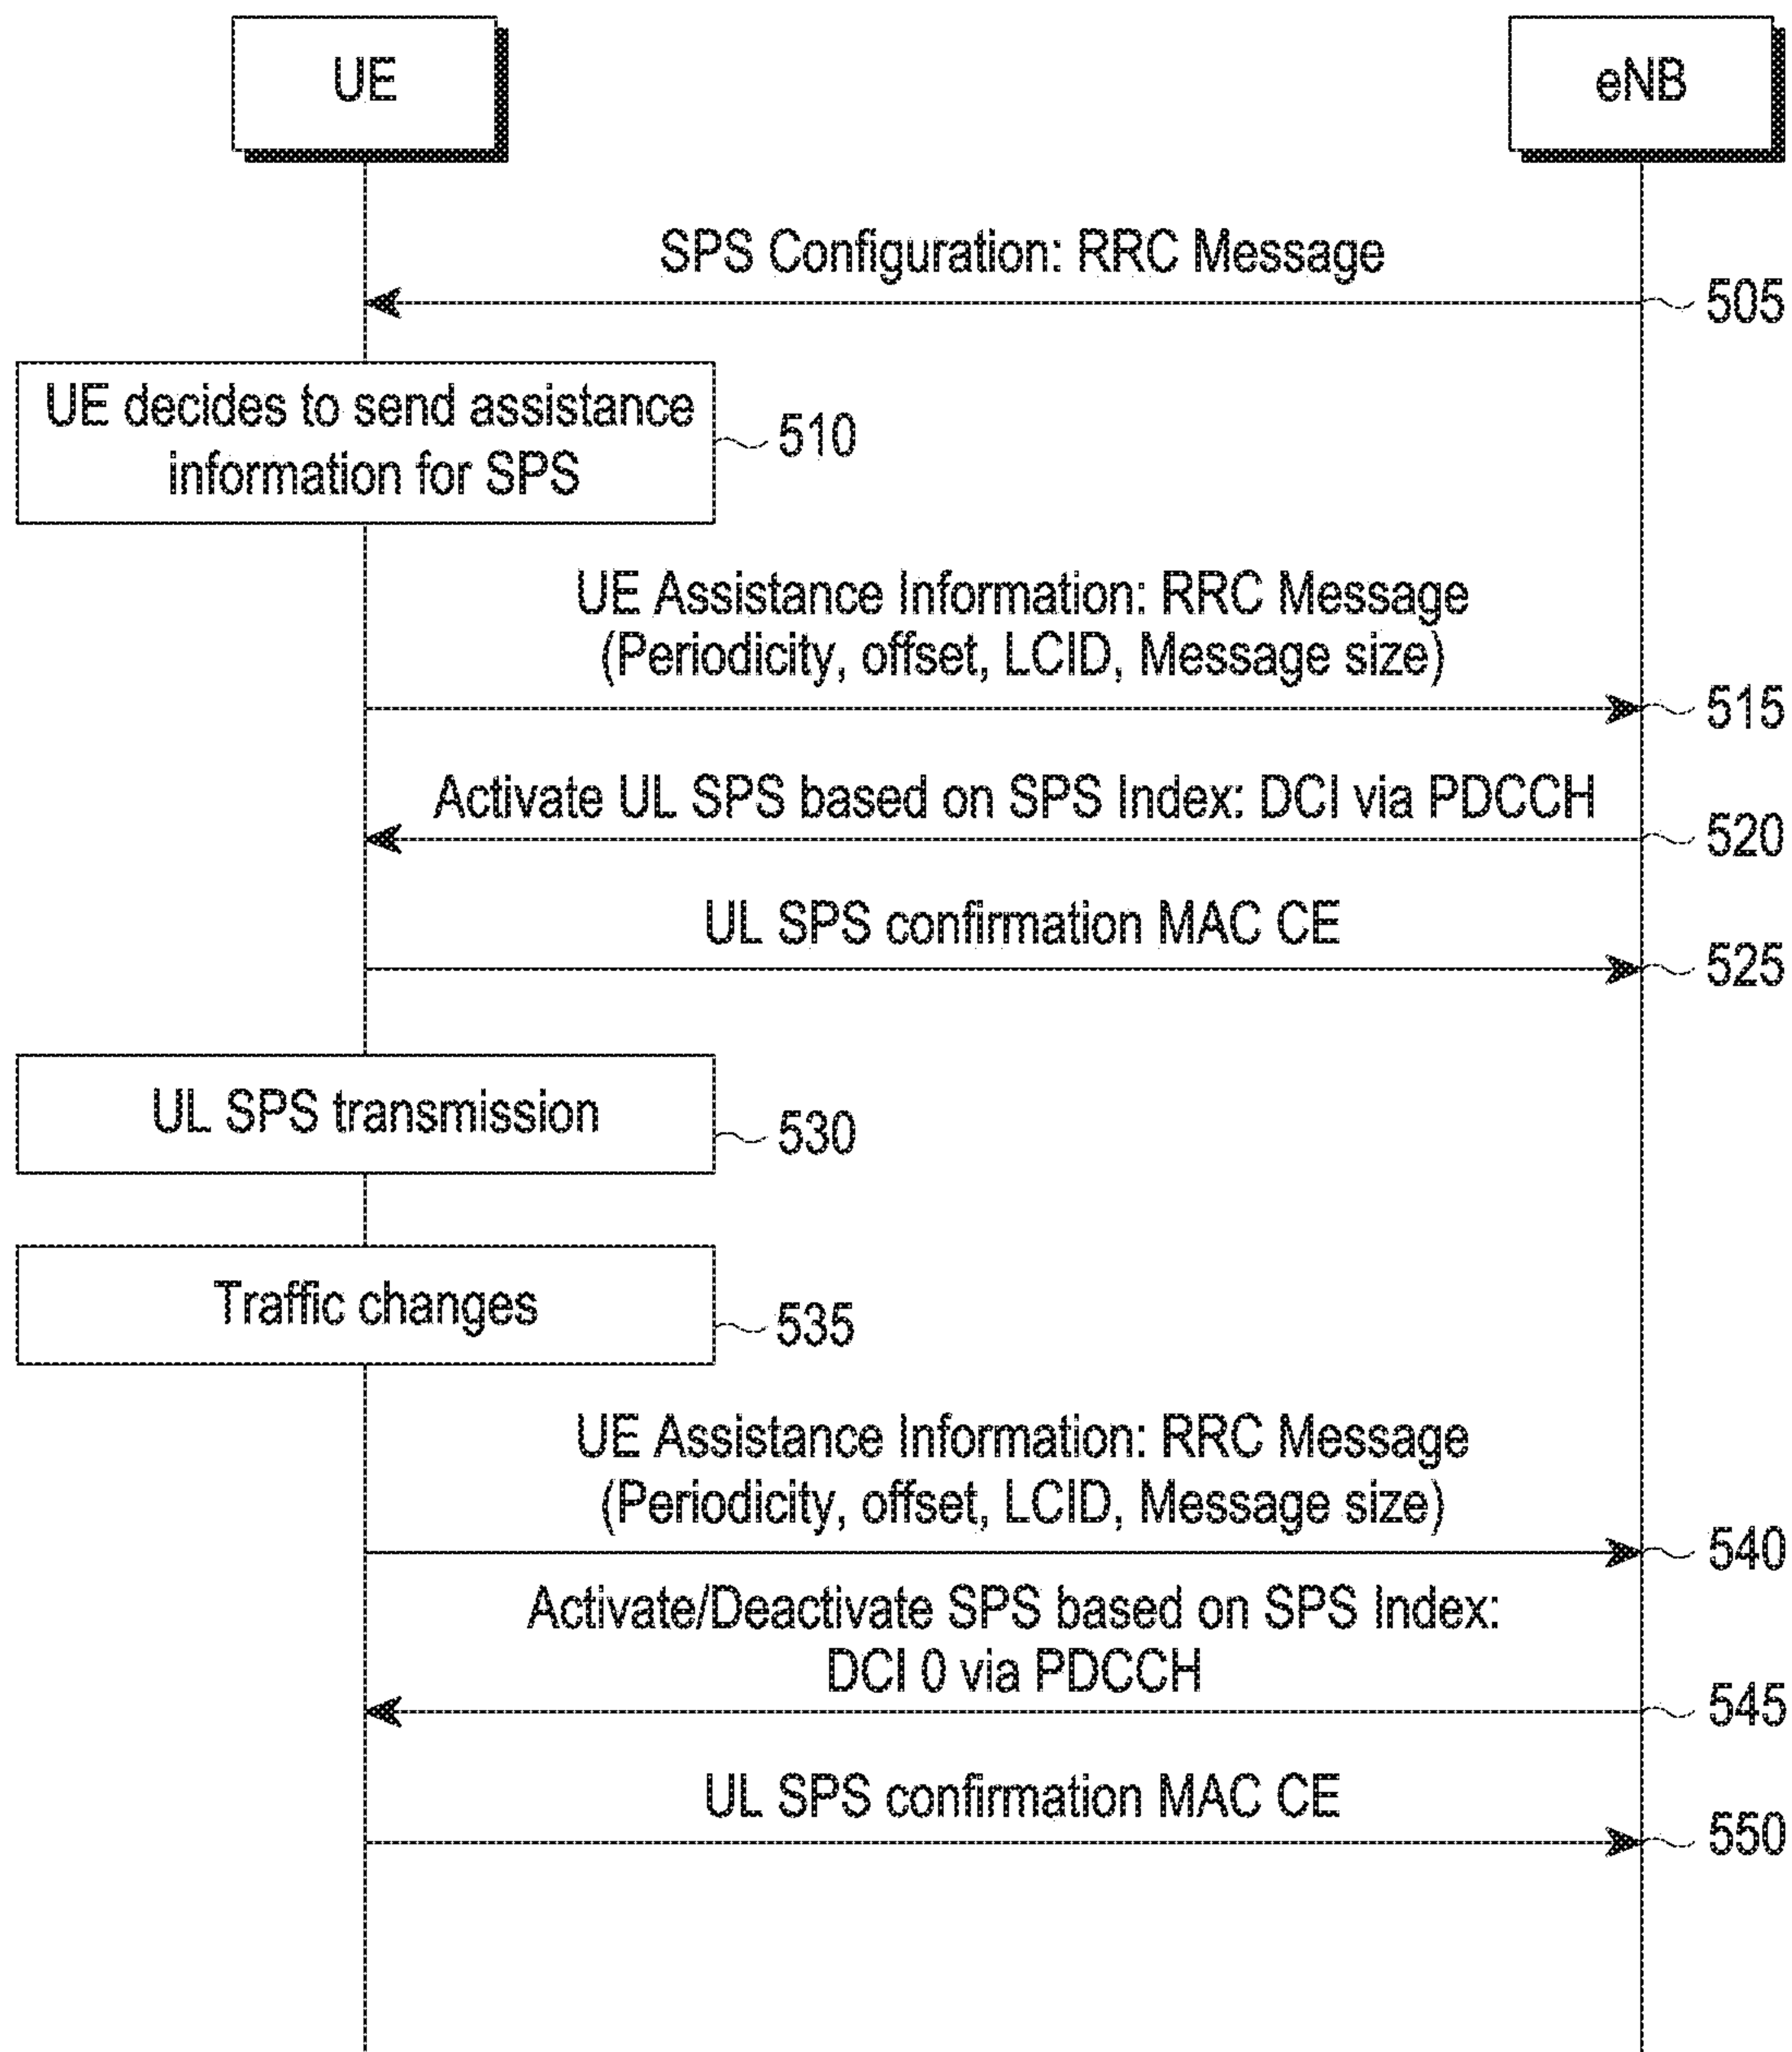 UE
eNB
SPS Configuration: RRC Message
505
UE decides to send assistance
information for SPS
510
UE Assistance Information: RRC Message
(Periodicity, offset, LCID, Message size)
515
Activate UL SPS based on SPS Index: DCI via PDCCH
520
UL SPS confirmation MAC CE
525
UL SPS transmission
530
Traffic changes
535
UE Assistance Information: RRC Message
(Periodicity, offset, LCID, Message size)
540
Activate/Deactivate SPS based on SPS Index:
DCI 0 via PDCCH
545
UL SPS confirmation MAC CE
550